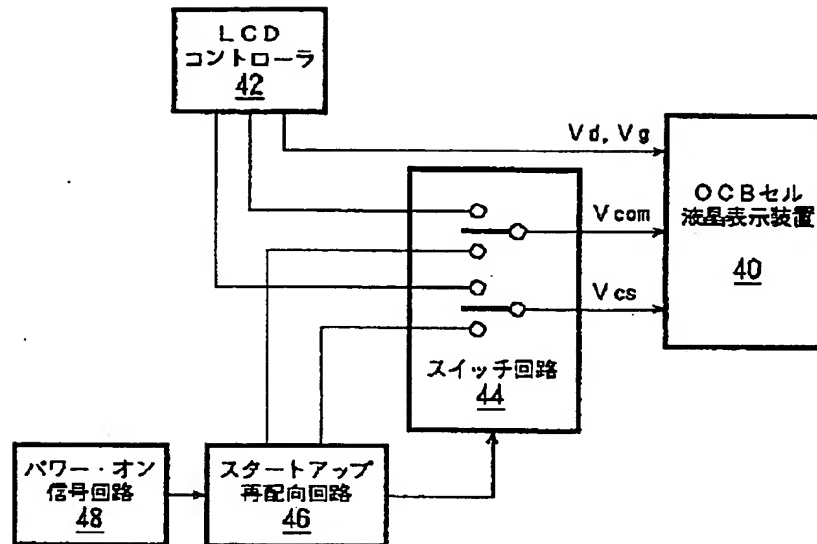 LCD
コントローラ
42
Vd, Vg
OCBセル
液晶表示装置
40
Vcom
Vcs
スイッチ回路
44
パワー・オン
信号回路
48
スタートアップ
再配向回路
46